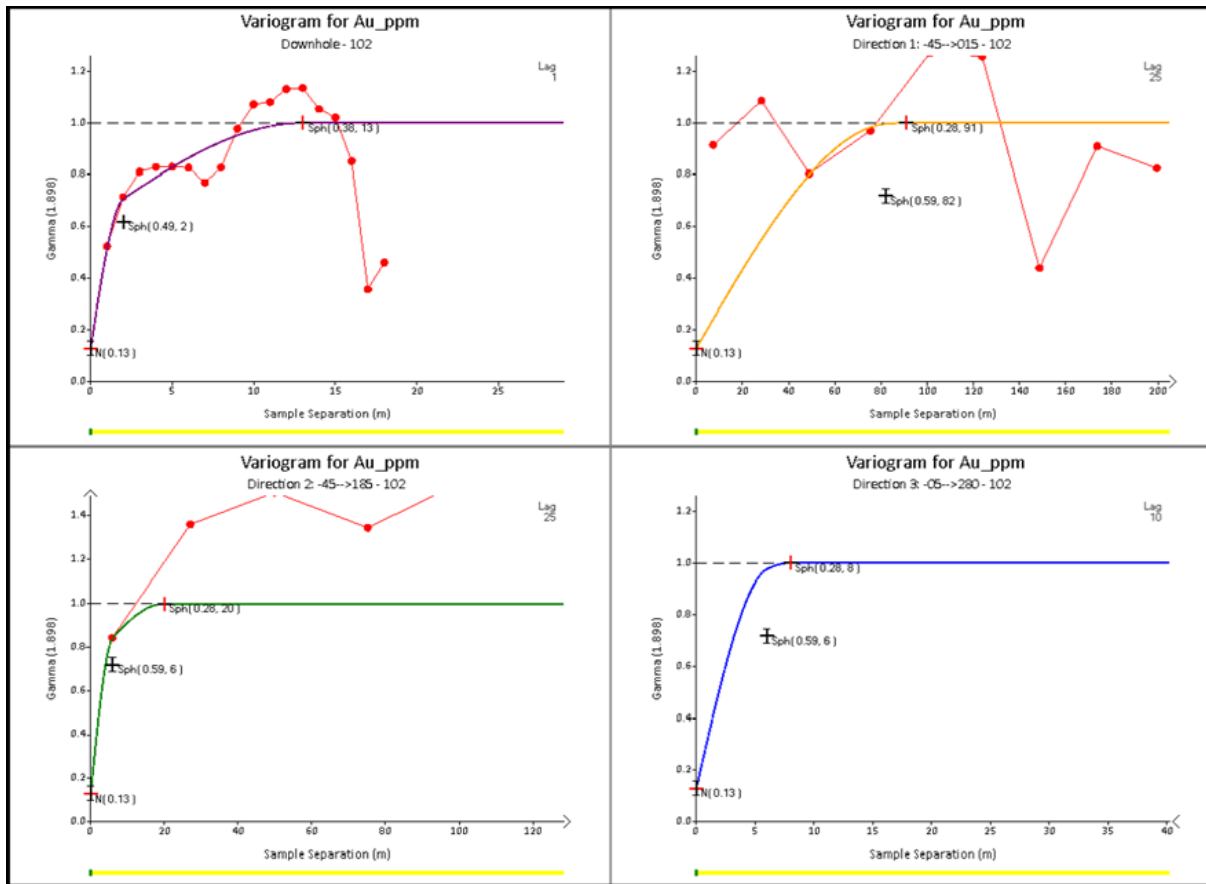 Variogram for Au_ppm
Downhole - 102
Lag
1
1.2
1.0
0.8
0.6
0.4
0.2
0.0
Gamma (1.898)
Sph( 0.38, 13 )
Sph( 0.49, 2 )
N( 0.13 )
0 5 10 15 20 25
Sample Separation (m)
Variogram for Au_ppm
Direction 1: -45-->015 - 102
Lag
25
1.2
1.0
0.8
0.6
0.4
0.2
0.0
Gamma (1.898)
Sph( 0.28, 91 )
Sph( 0.59, 82 )
N( 0.13 )
0 20 40 60 80 100 120 140 160 180 200
Sample Separation (m)
Variogram for Au_ppm
Direction 2: -45-->185 - 102
Lag
25
1.4
1.2
1.0
0.8
0.6
0.4
0.2
0.0
Gamma (1.898)
Sph( 0.28, 20 )
Sph( 0.59, 6 )
N( 0.13 )
0 20 40 60 80 100 120
Sample Separation (m)
Variogram for Au_ppm
Direction 3: -05-->280 - 102
Lag
10
1.2
1.0
0.8
0.6
0.4
0.2
0.0
Gamma (1.898)
Sph( 0.28, 8 )
Sph( 0.59, 6 )
N( 0.13 )
0 5 10 15 20 25 30 35 40
Sample Separation (m)